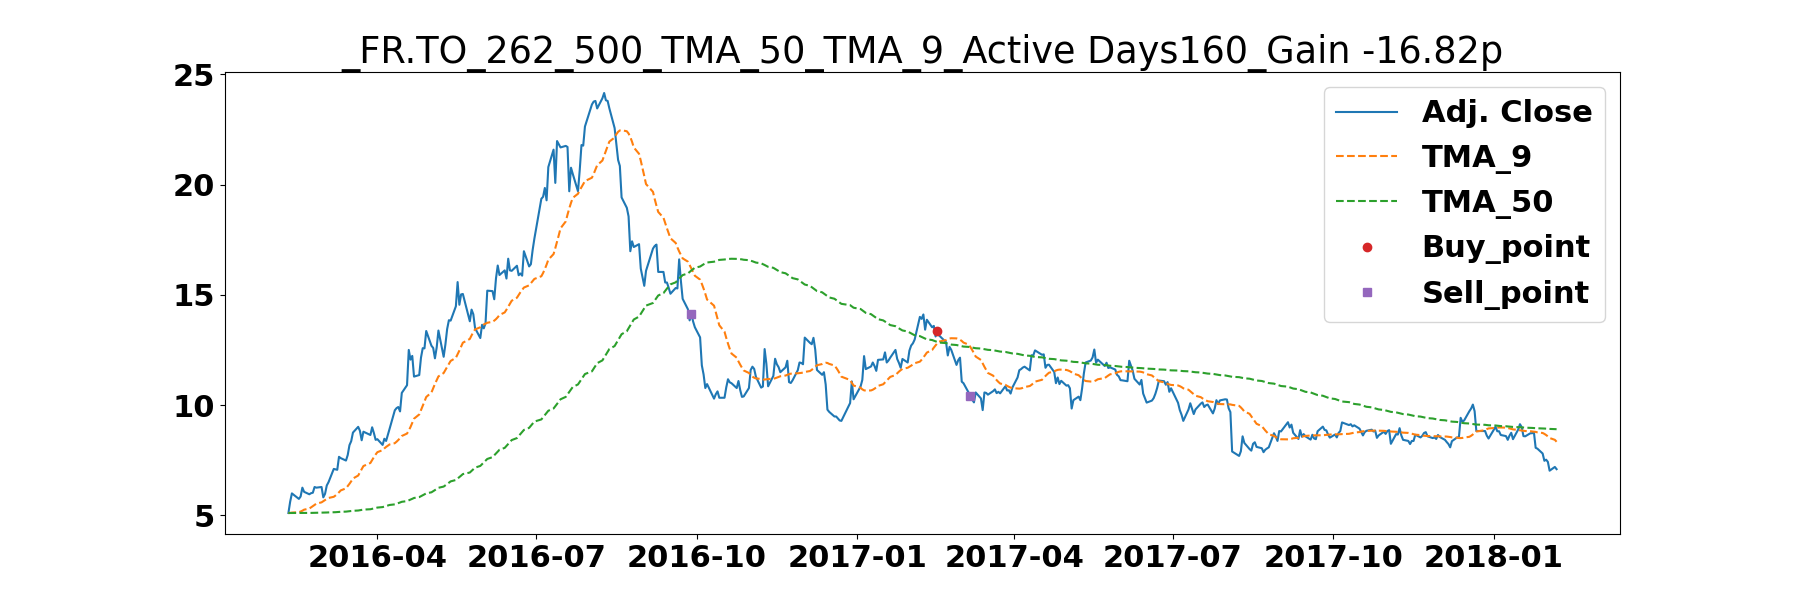 _FR.TO_262_500_TMA_50_TMA_9_Active Days160_Gain -16.82p
25
20
15
10
5
Adj. Close
TMA_9
TMA_50
Buy_point
Sell_point
2016-04 2016-07 2016-10 2017-01 2017-04 2017-07 2017-10 2018-01